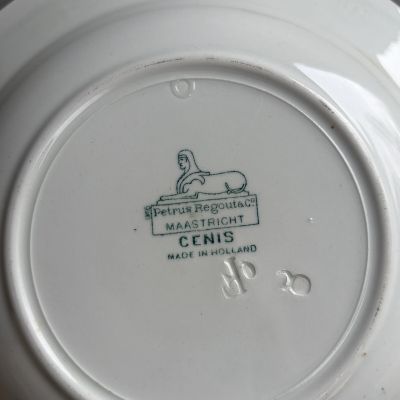 Petrus Regout & Co
MAASTRICHT
CENIS
MADE IN HOLLAND